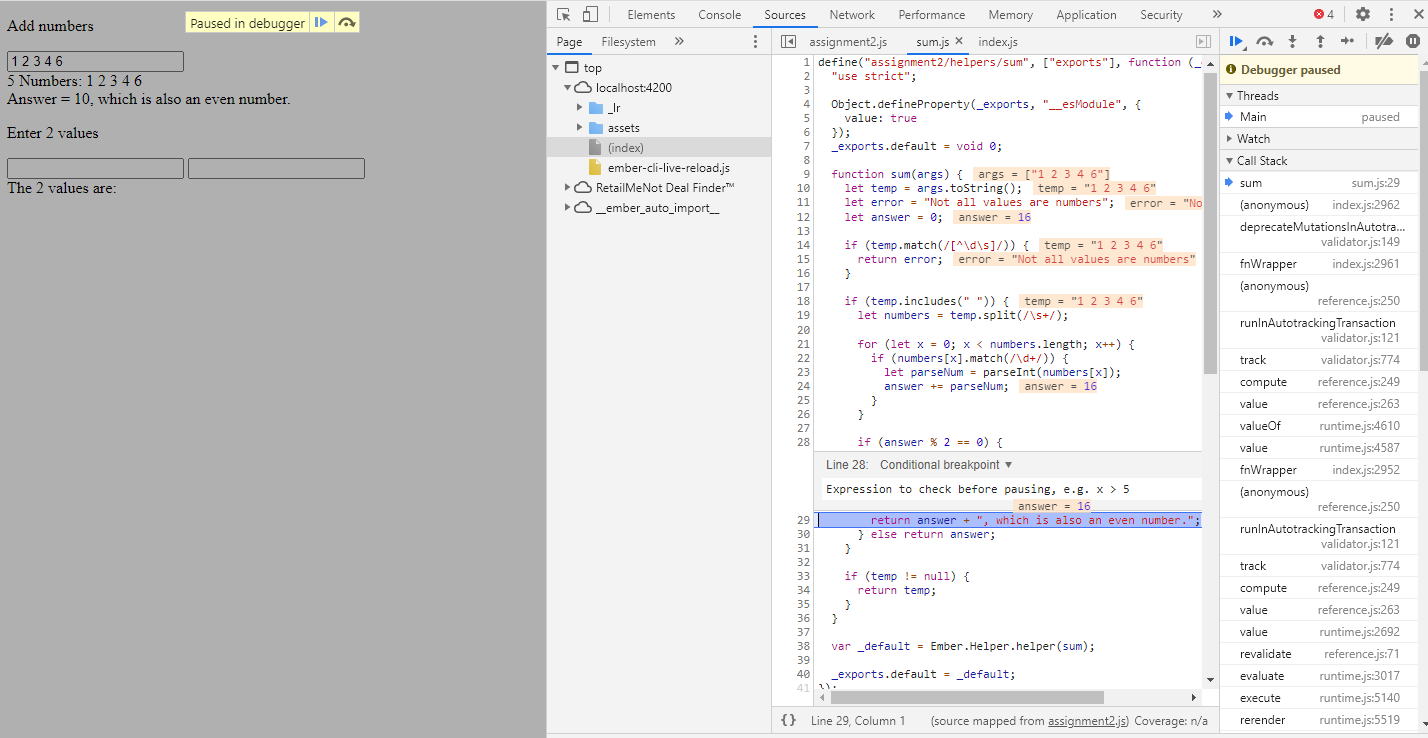 Add numbers
Paused in debugger
1 2 3 4 6
5 Numbers: 1 2 3 4 6
Answer = 10, which is also an even number.
Enter 2 values
The 2 values are:
Elements Console Sources Network Performance Memory Application Security » 4
Page Filesystem »
top
localhost:4200
_lr
assets
(index)
ember-cli-live-reload.js
RetailMeNot Deal Finder™
__ember_auto_import__
assignment2.js sum.js × index.js
1 define("assignment2/helpers/sum", ["exports"], function (_
2 "use strict";
3
4 Object.defineProperty(_exports, "__esModule", {
5 value: true
6 });
7 _exports.default = void 0;
8
9 function sum(args) { args = ["1 2 3 4 6"]
10 let temp = args.toString(); temp = "1 2 3 4 6"
11 let error = "Not all values are numbers"; error = "No
12 let answer = 0; answer = 16
13
14 if (temp.match(/[^\d\s]/)) { temp = "1 2 3 4 6"
15 return error; error = "Not all values are numbers"
16 }
17
18 if (temp.includes(" ")) { temp = "1 2 3 4 6"
19 let numbers = temp.split(/\s+/);
20
21 for (let x = 0; x < numbers.length; x++) {
22 if (numbers[x].match(/\d+/)) {
23 let parseNum = parseInt(numbers[x]);
24 answer += parseNum; answer = 16
25 }
26 }
27
28 if (answer % 2 == 0) {
Line 28: Conditional breakpoint ▼
Expression to check before pausing, e.g. x > 5
answer = 16
29 return answer + ", which is also an even number.";
30 } else return answer;
31 }
32
33 if (temp != null) {
34 return temp;
35 }
36 }
37
38 var _default = Ember.Helper.helper(sum);
39
40 _exports.default = _default;
41 });
{} Line 29, Column 1 (source mapped from assignment2.js) Coverage: n/a
Debugger paused
Threads
Main paused
Watch
Call Stack
sum sum.js:29
(anonymous) index.js:2962
deprecateMutationsInAutotra...
validator.js:149
fnWrapper index.js:2961
(anonymous)
reference.js:250
runInAutotrackingTransaction
validator.js:121
track validator.js:774
compute reference.js:249
value reference.js:263
valueOf runtime.js:4610
value runtime.js:4587
fnWrapper index.js:2952
(anonymous)
reference.js:250
runInAutotrackingTransaction
validator.js:121
track validator.js:774
compute reference.js:249
value reference.js:263
value runtime.js:2692
revalidate reference.js:71
evaluate runtime.js:3017
execute runtime.js:5140
rerender runtime.js:5519